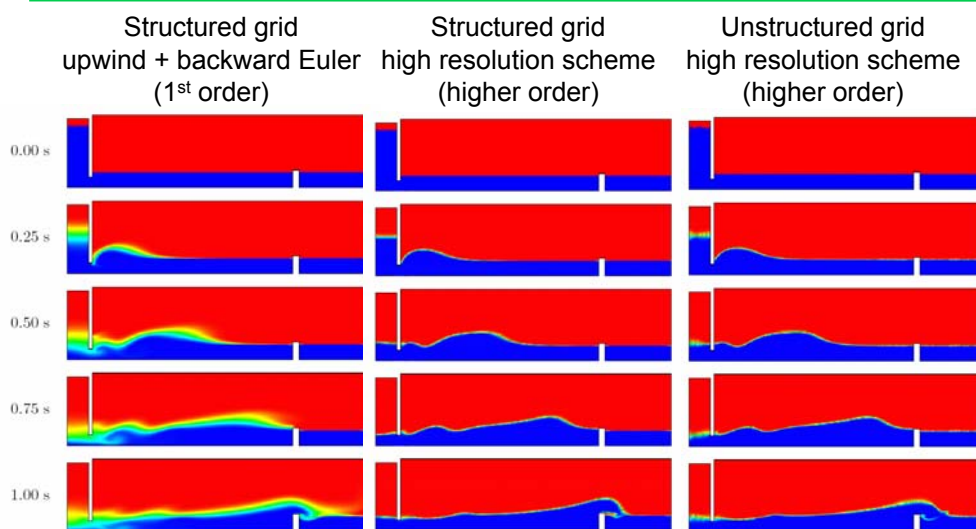 Structured grid
upwind + backward Euler
(1st order)
Structured grid
high resolution scheme
(higher order)
Unstructured grid
high resolution scheme
(higher order)
0.00 s
0.25 s
0.50 s
0.75 s
1.00 s